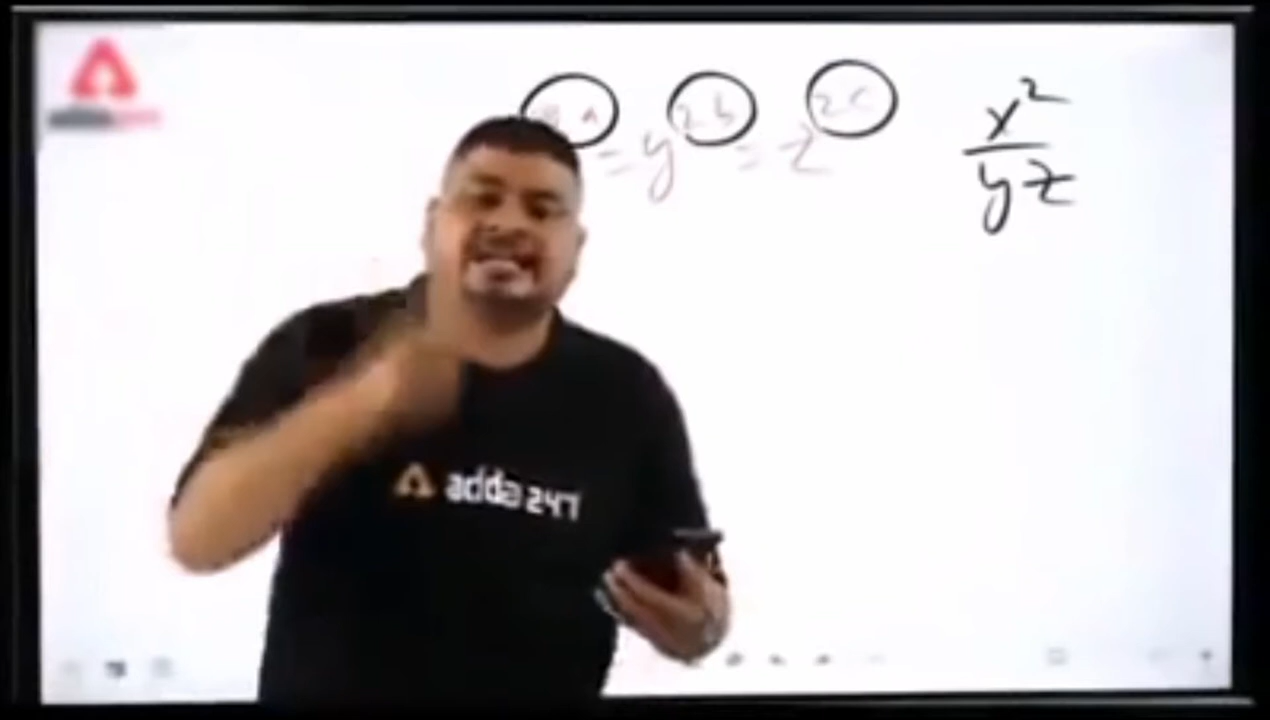 = y^{2b} = z^{2c}
x^2
yz
adda 247